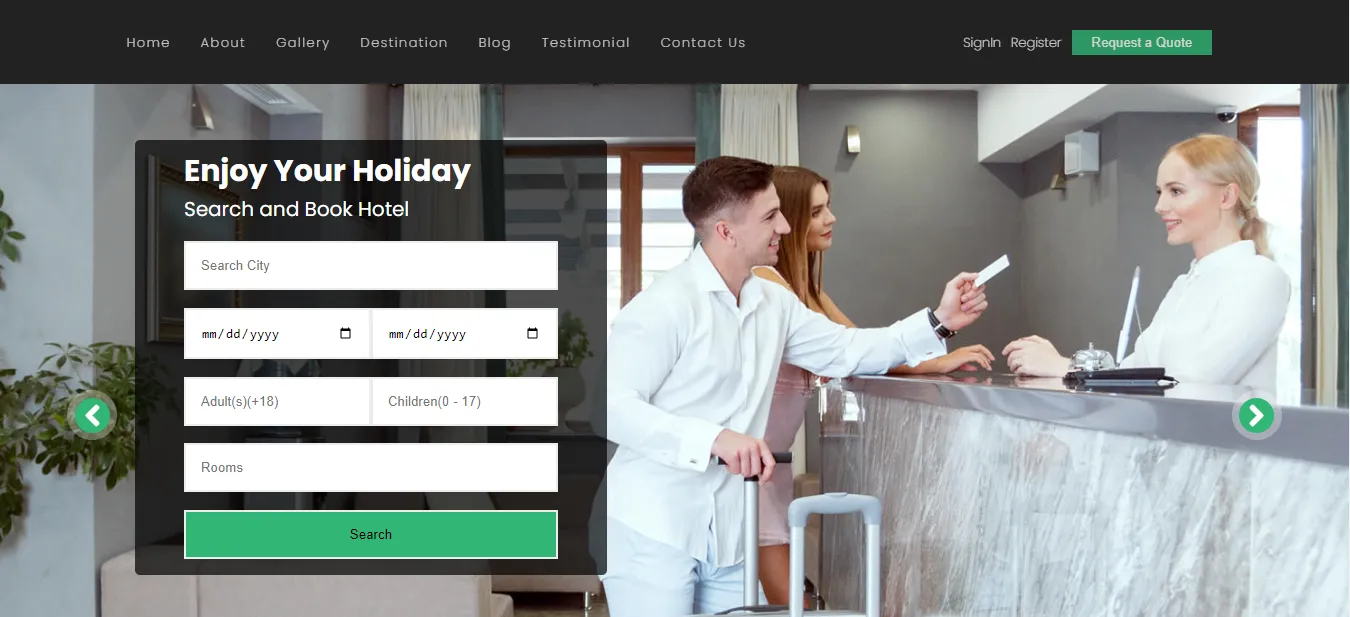 Home About Gallery Destination Blog Testimonial Contact Us SignIn Register Request a Quote
Enjoy Your Holiday
Search and Book Hotel
Search City
mm/dd/yyyy mm/dd/yyyy
Adult(s)(+18) Children(0 - 17)
Rooms
Search